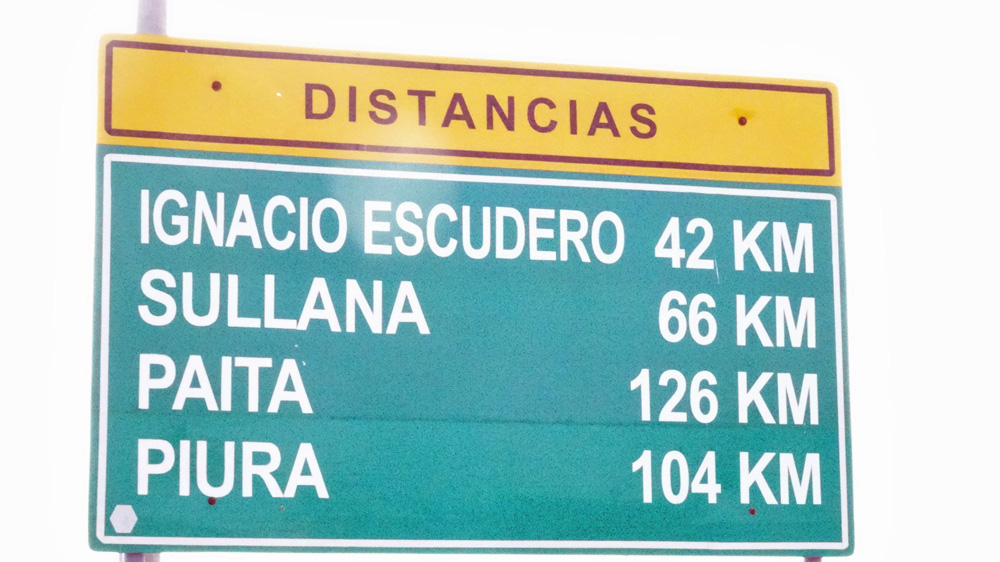 DISTANCIAS
IGNACIO ESCUDERO 42 KM
SULLANA 66 KM
PAITA 126 KM
PIURA 104 KM